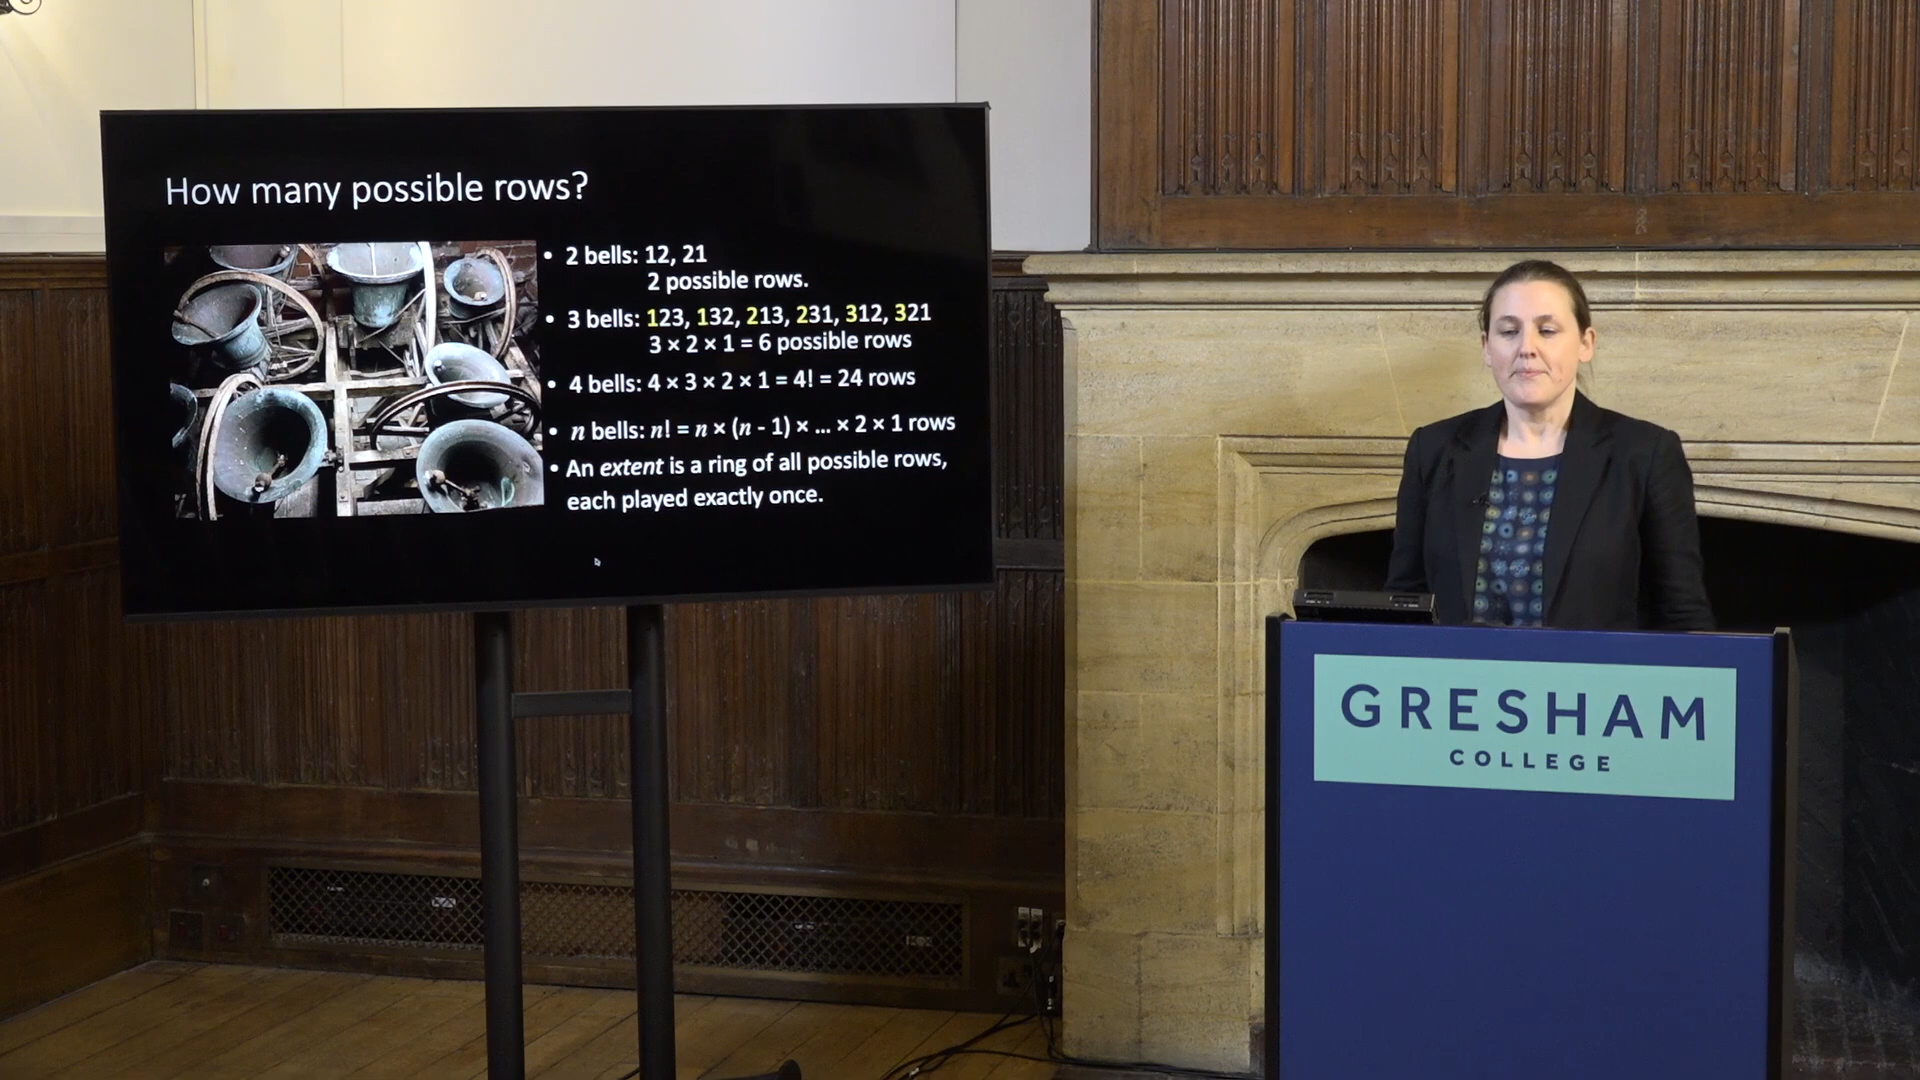 How many possible rows?
• 2 bells: 12, 21
2 possible rows.
• 3 bells: 123, 132, 213, 231, 312, 321
3 × 2 × 1 = 6 possible rows
• 4 bells: 4 × 3 × 2 × 1 = 4! = 24 rows
• n bells: n! = n × (n - 1) × ... × 2 × 1 rows
• An extent is a ring of all possible rows,
each played exactly once.
GRESHAM
COLLEGE